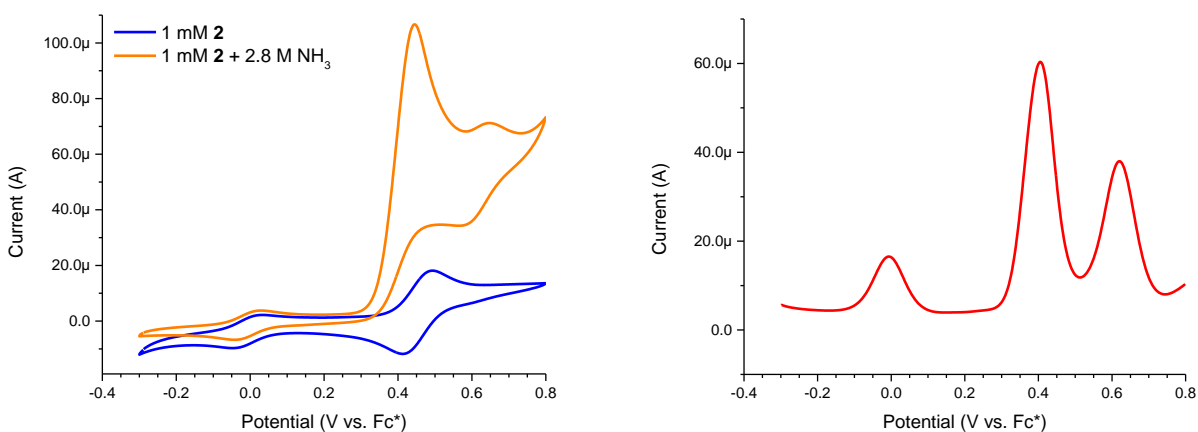 1 mM 2
1 mM 2 + 2.8 M NH3
Current (A)
100.0µ
80.0µ
60.0µ
40.0µ
20.0µ
0.0
-0.4 -0.2 0.0 0.2 0.4 0.6 0.8
Potential (V vs. Fc*)
Current (A)
60.0µ
40.0µ
20.0µ
0.0
-0.4 -0.2 0.0 0.2 0.4 0.6 0.8
Potential (V vs. Fc*)